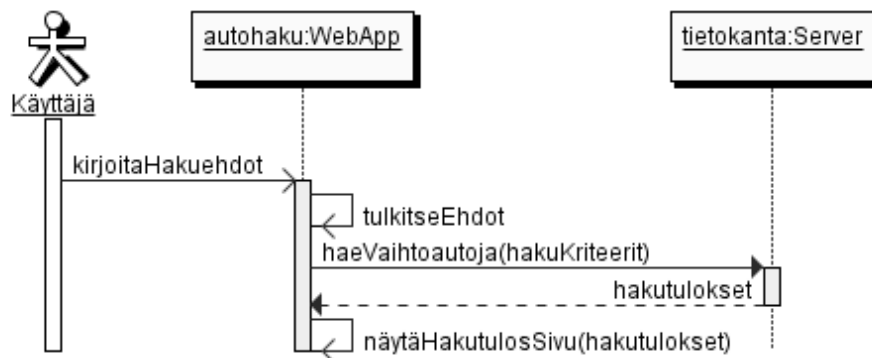 autohaku:WebApp
tietokanta:Server
Käyttäjä
kirjoitaHakuehdot
tulkitseEhdot
haeVaihtoautoja(hakuKriteerit)
hakutulokset
näytäHakutulosSivu(hakutulokset)